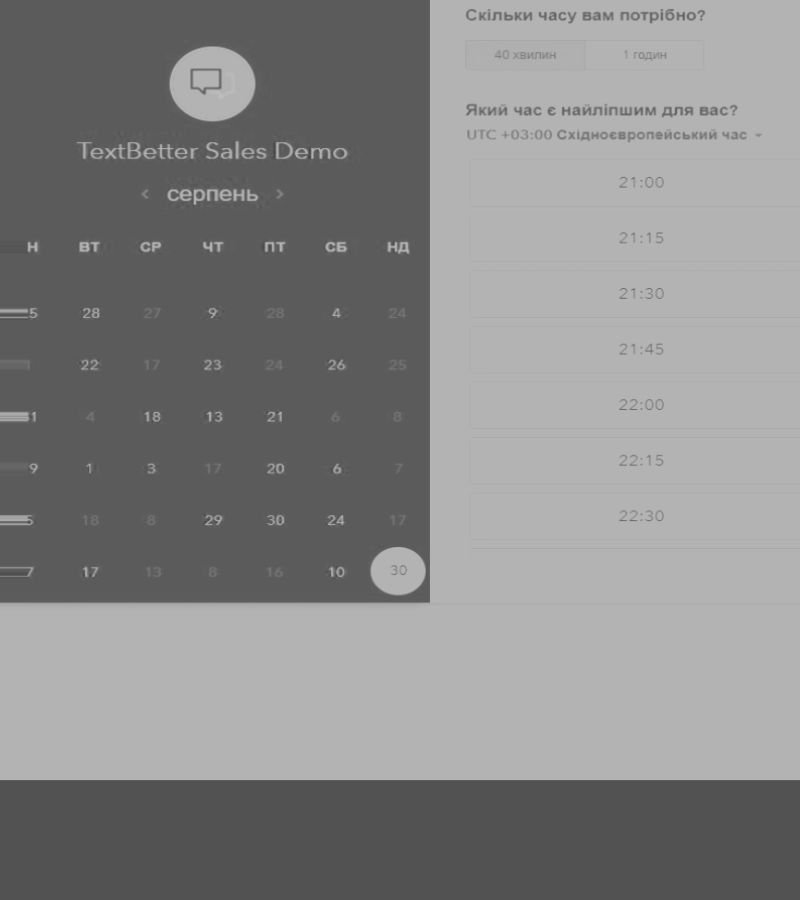 TextBetter Sales Demo
серпень
Н ВТ СР ЧТ ПТ СБ НД
5 28 27 9 28 4 24
22 17 23 24 26 25
1 4 18 13 21 6 8
9 1 3 17 20 6 7
5 18 8 29 30 24 17
7 17 13 8 16 10 30
Скільки часу вам потрібно?
40 хвилин 1 годин
Який час є найліпшим для вас?
UTC +03:00 Східноєвропейський час
21:00
21:15
21:30
21:45
22:00
22:15
22:30